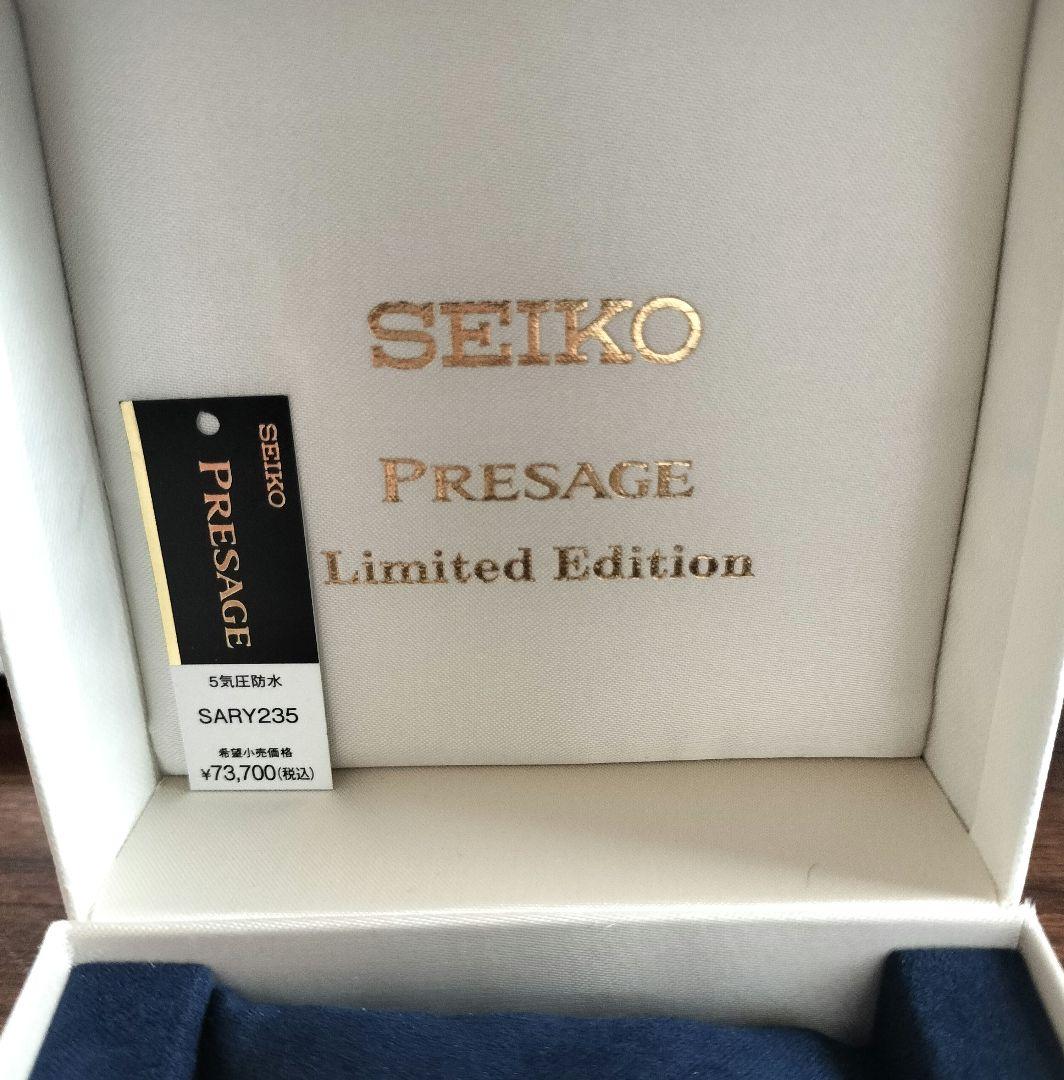 SEIKO
PRESAGE
Limited Edition
SEIKO
PRESAGE
5気圧防水
SARY235
希望小売価格
¥73,700(税込)